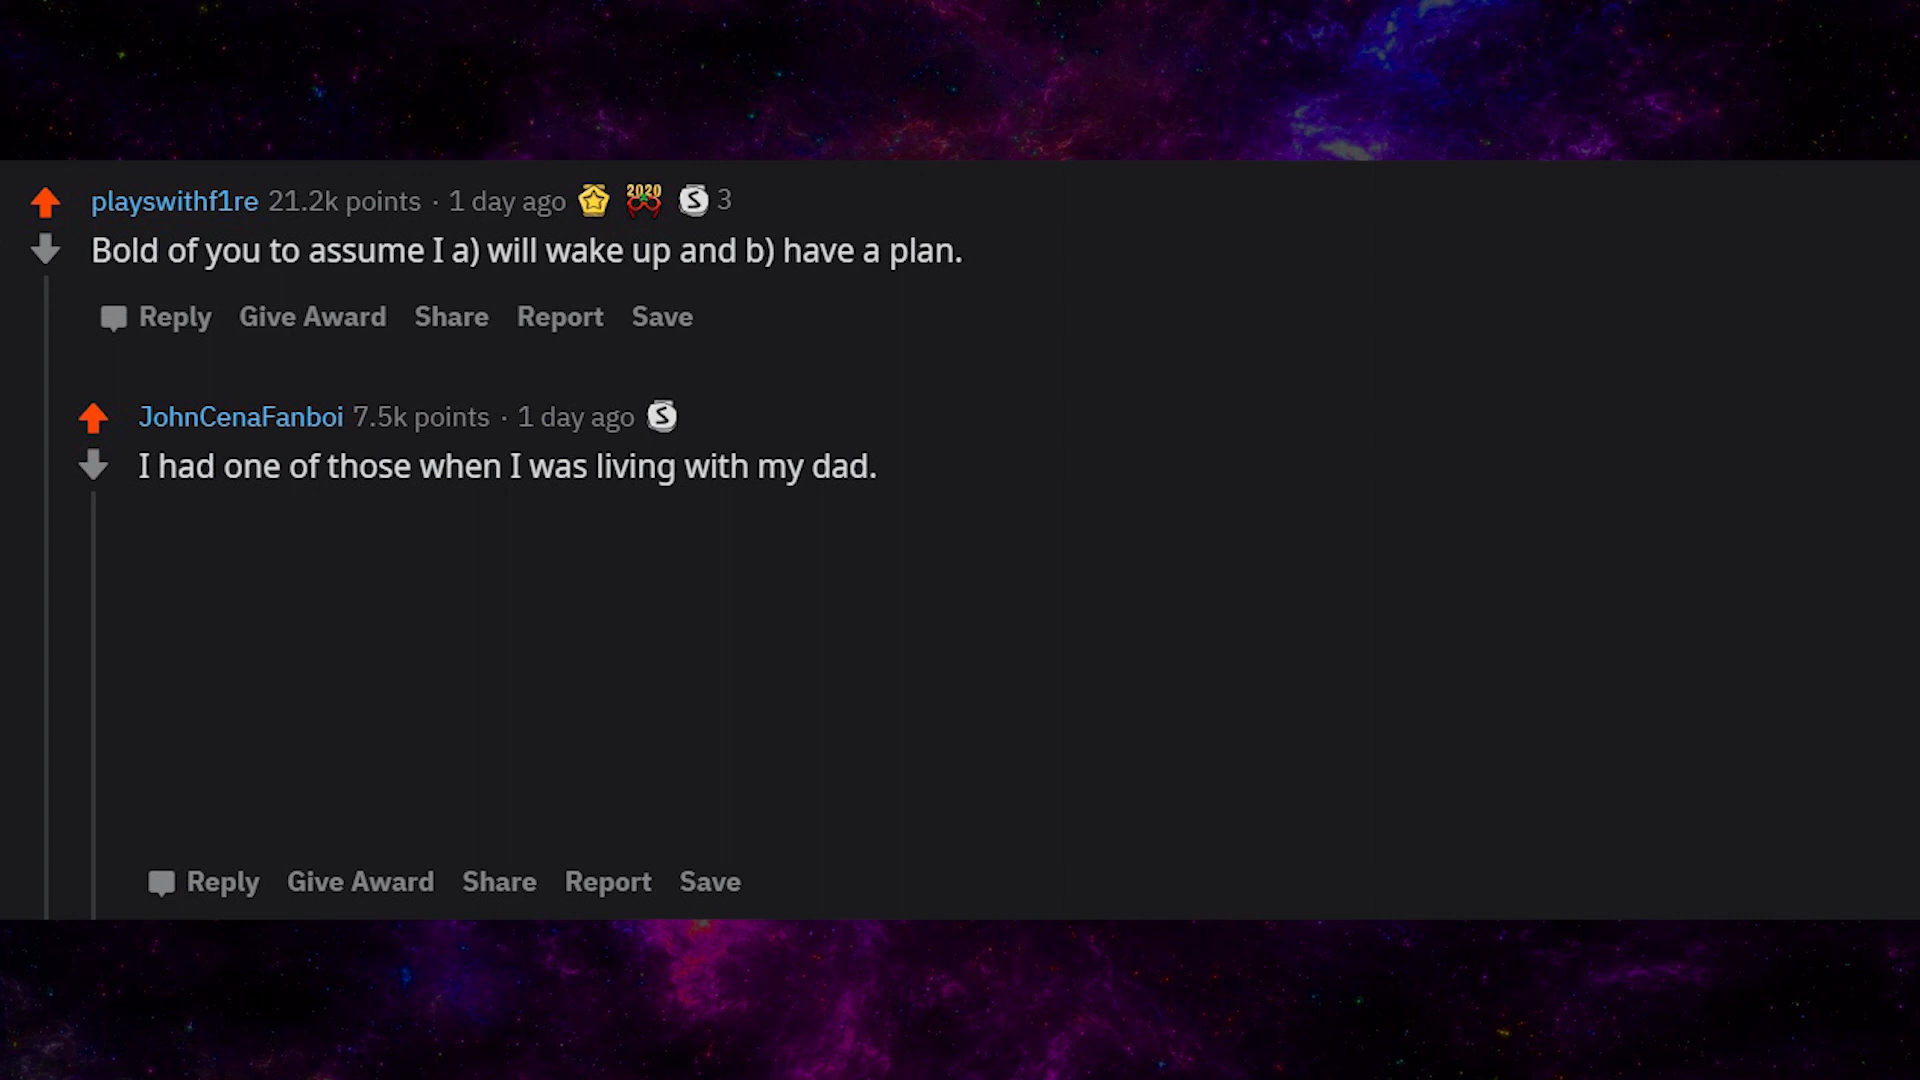 playswithf1re 21.2k points · 1 day ago 2020 S 3
Bold of you to assume I a) will wake up and b) have a plan.
Reply Give Award Share Report Save
JohnCenaFanboi 7.5k points · 1 day ago S
I had one of those when I was living with my dad.
Reply Give Award Share Report Save